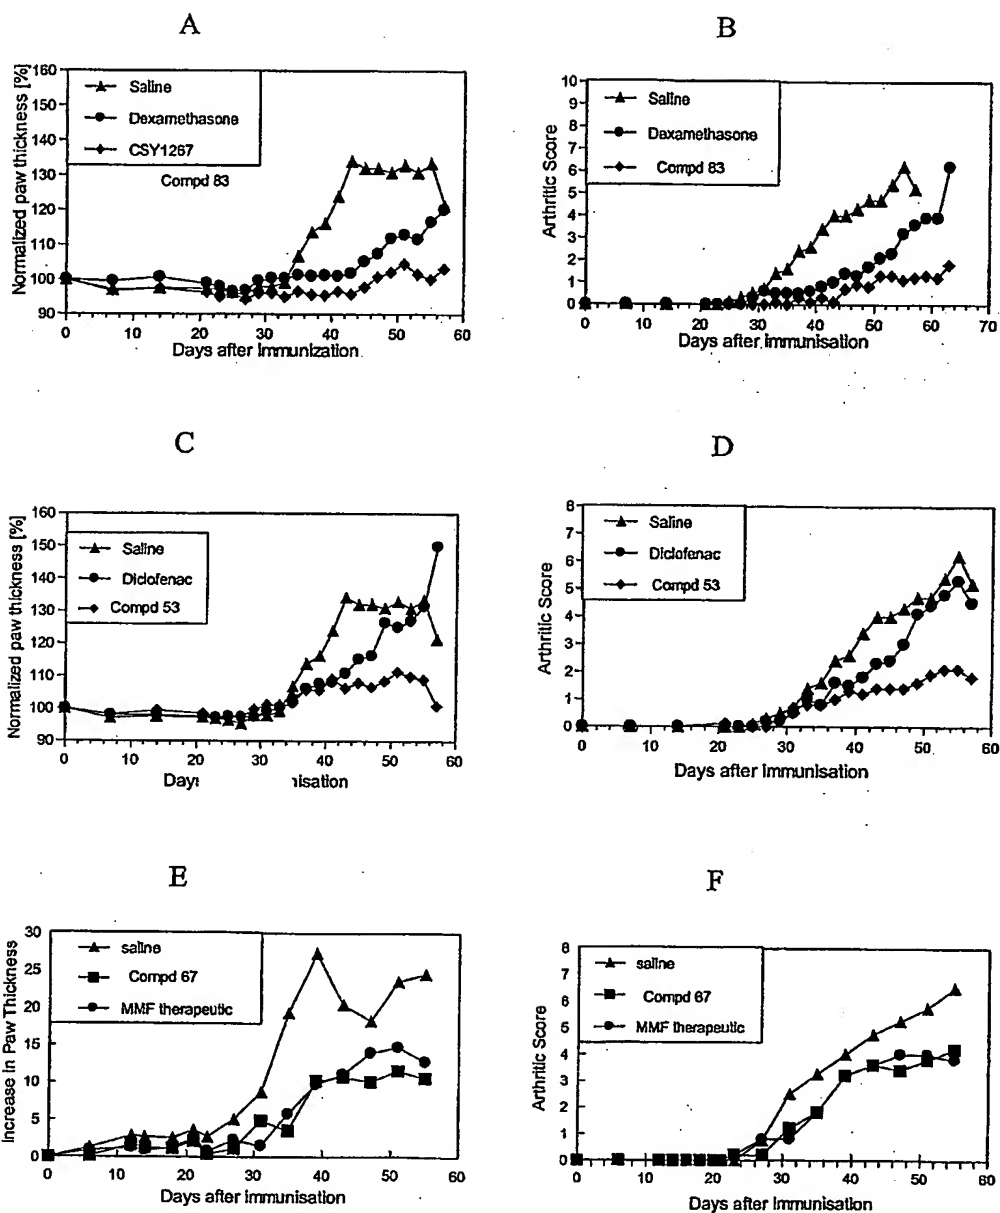 A
Normalized paw thickness [%]
160
150
140
130
120
110
100
90
Saline
Dexamethasone
CSY1267
Compd 83
0 10 20 30 40 50 60
Days after immunization
B
Arthritic Score
10
9
8
7
6
5
4
3
2
1
0
Saline
Dexamethasone
Compd 83
0 10 20 30 40 50 60 70
Days after immunisation
C
Normalized paw thickness [%]
160
150
140
130
120
110
100
90
Saline
Diclofenac
Compd 53
0 10 20 30 40 50 60
Days
nisation
D
Arthritic Score
8
7
6
5
4
3
2
1
0
Saline
Diclofenac
Compd 53
0 10 20 30 40 50 60
Days after immunisation
E
Increase in Paw Thickness
30
25
20
15
10
5
0
saline
Compd 67
MMF therapeutic
0 10 20 30 40 50 60
Days after immunisation
F
Arthritic Score
8
7
6
5
4
3
2
1
0
saline
Compd 67
MMF therapeutic
0 10 20 30 40 50 60
Days after immunisation